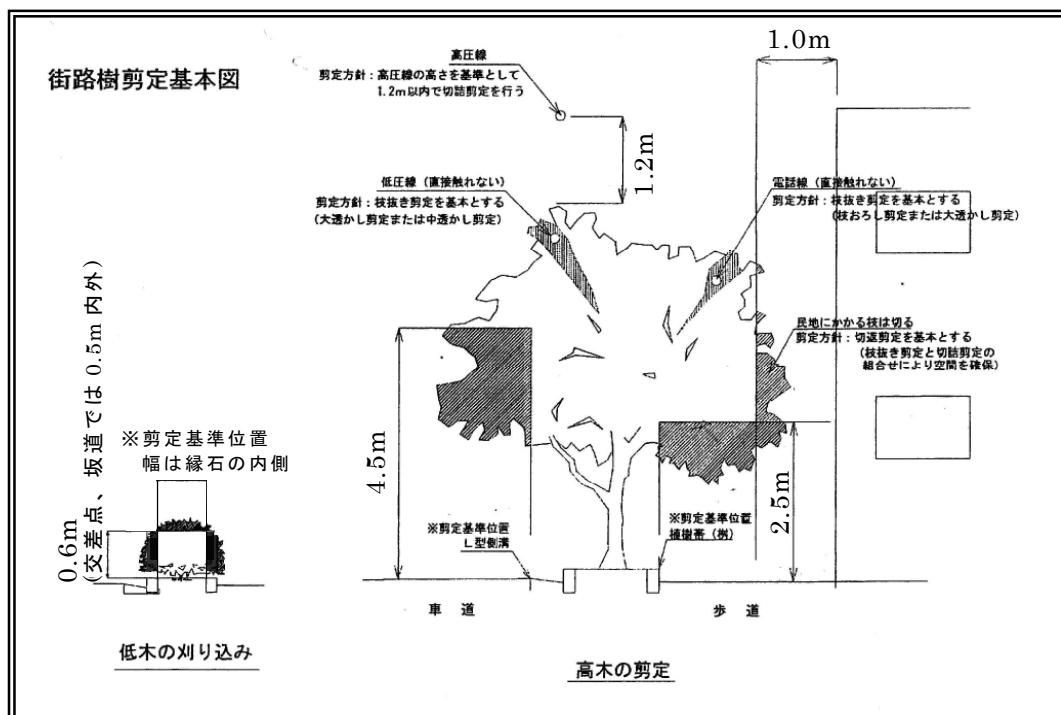 街路樹剪定基本図
高圧線
剪定方針：高圧線の高さを基準として
1.2m以内で切詰剪定を行う
1.0m
1.2m
低圧線（直接触れない）
剪定方針：枝抜き剪定を基本とする
（大透かし剪定または中透かし剪定）
電話線（直接触れない）
剪定方針：枝抜き剪定を基本とする
（枝おろし剪定または大透かし剪定）
民地にかかる枝は切る
剪定方針：切返剪定を基本とする
（枝抜き剪定と切詰剪定の
組合せにより空間を確保）
0.6m
（交差点、坂道では 0.5m 内外）
※剪定基準位置
幅は縁石の内側
4.5m
2.5m
※剪定基準位置
Ｌ型側溝
※剪定基準位置
植樹帯（桝）
車道
歩道
低木の刈り込み
高木の剪定